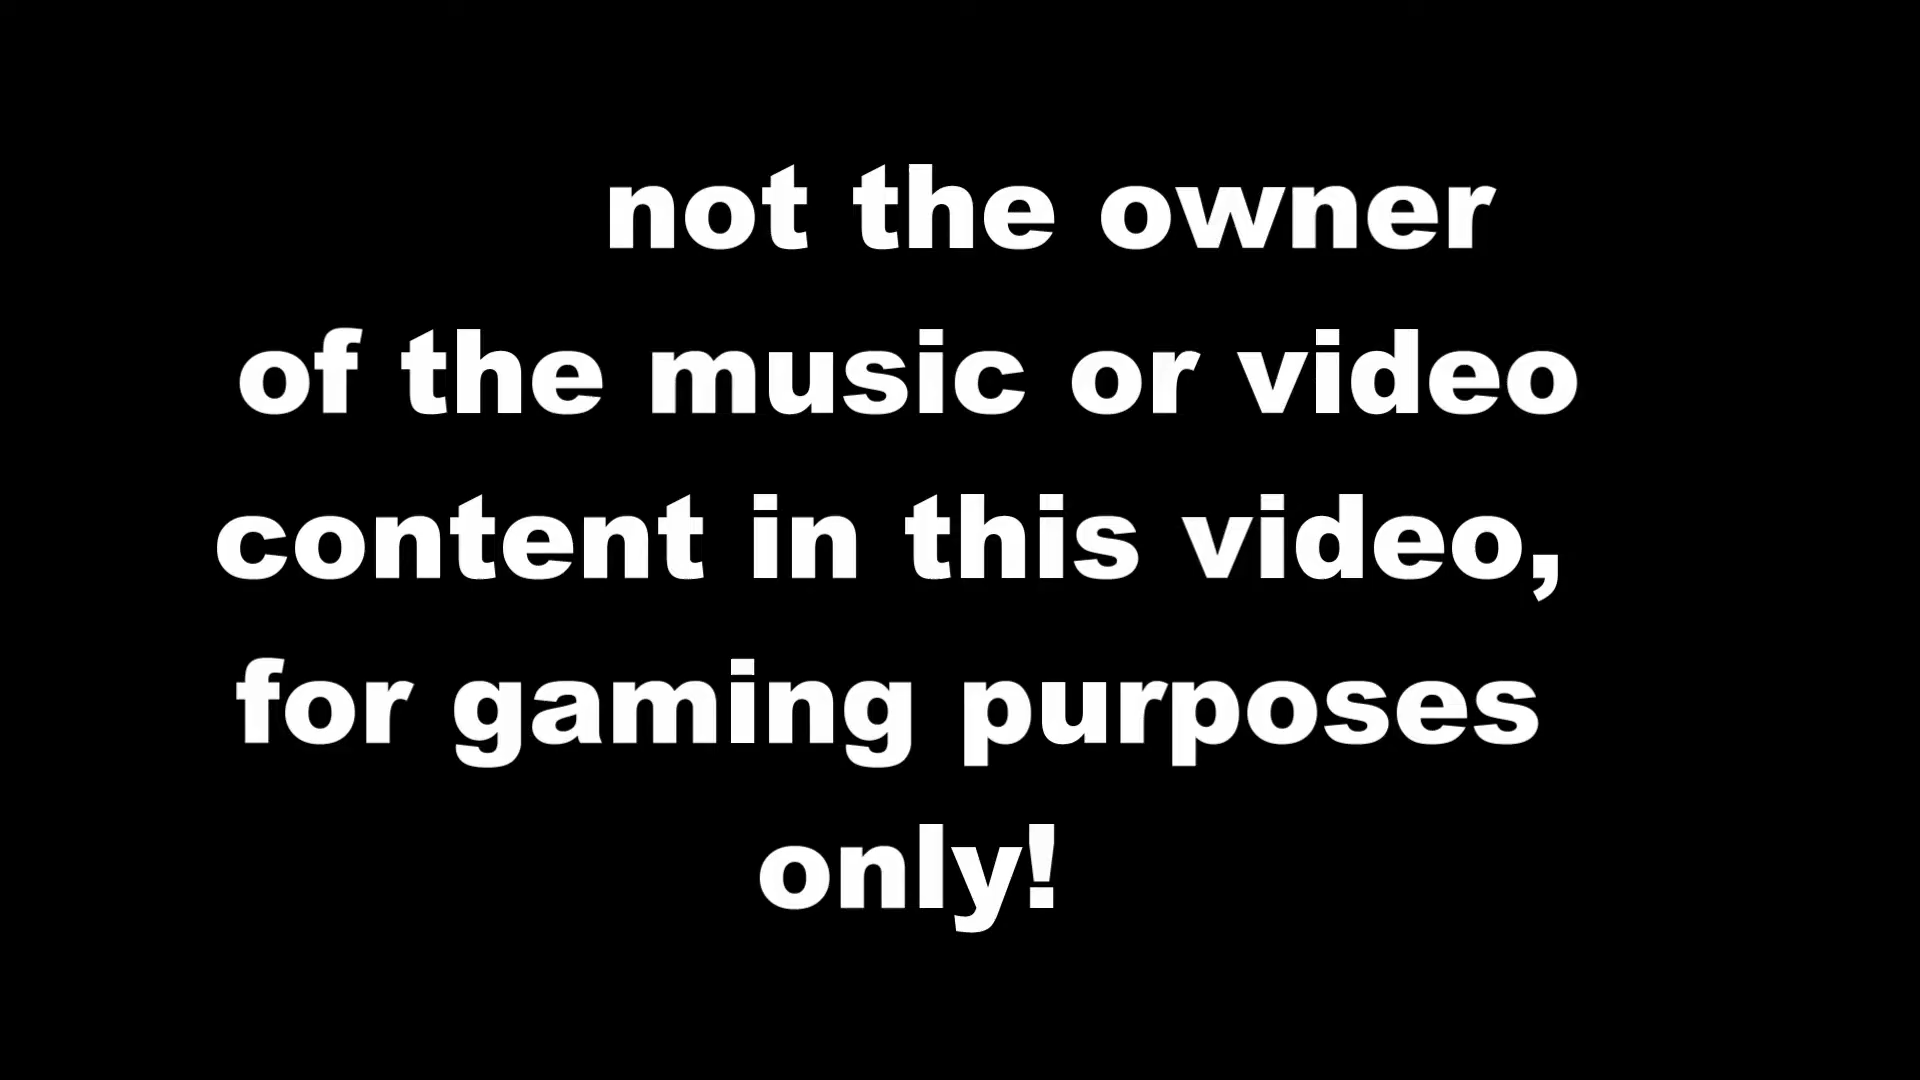 not the owner
of the music or video
content in this video,
for gaming purposes
only!